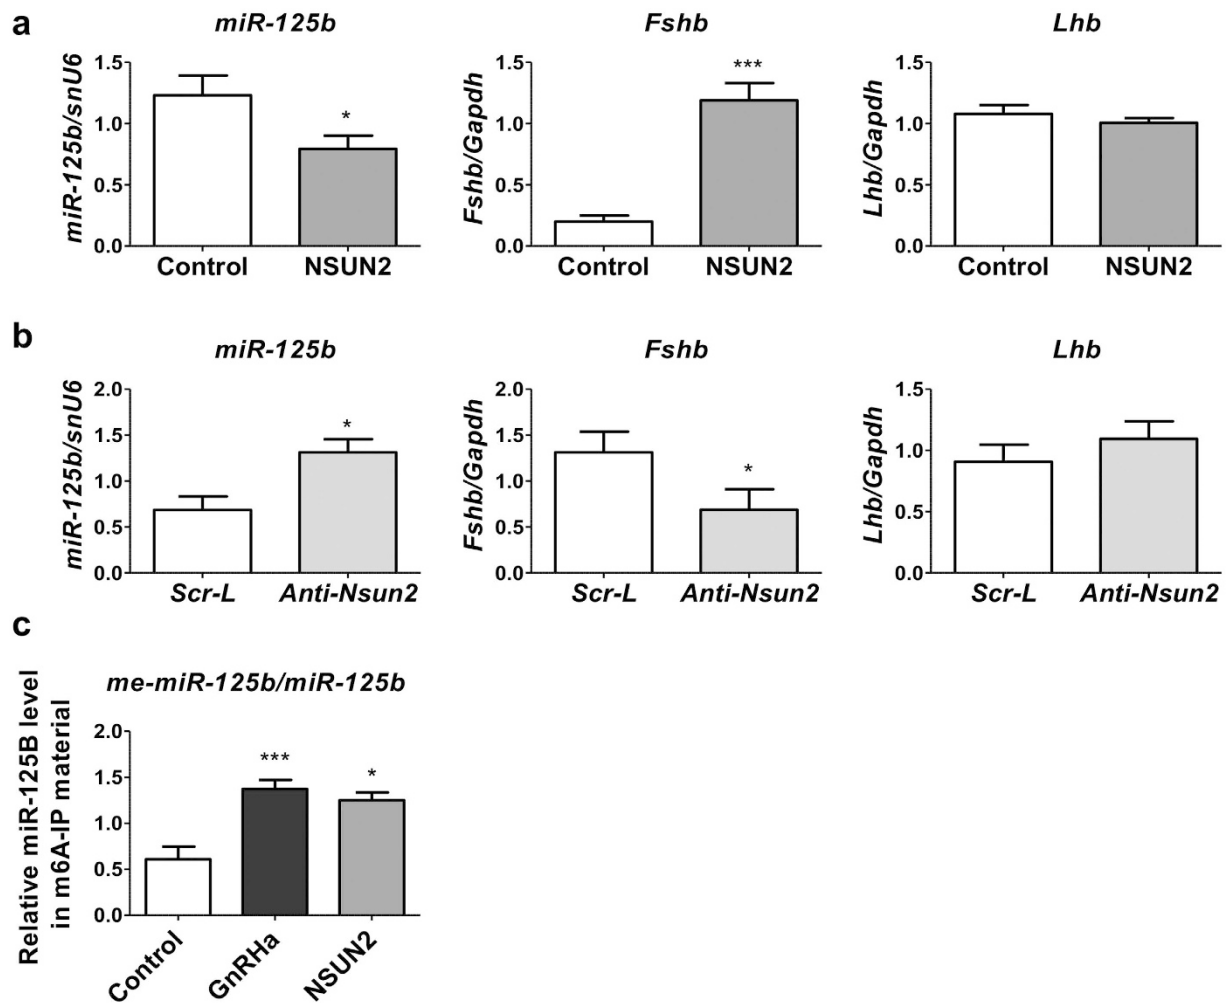 a
miR-125b
Fshb
Lhb
miR-125b/snU6
1.5
1.0
0.5
0.0
*
Control
NSUN2
Fshb/Gapdh
1.5
1.0
0.5
0.0
***
Control
NSUN2
Lhb/Gapdh
1.5
1.0
0.5
0.0
Control
NSUN2
b
miR-125b
Fshb
Lhb
miR-125b/snU6
2.0
1.5
1.0
0.5
0.0
*
Scr-L
Anti-Nsun2
Fshb/Gapdh
2.0
1.5
1.0
0.5
0.0
*
Scr-L
Anti-Nsun2
Lhb/Gapdh
1.5
1.0
0.5
0.0
Scr-L
Anti-Nsun2
c
me-miR-125b/miR-125b
Relative miR-125B level
in m6A-IP material
2.0
1.5
1.0
0.5
0.0
***
*
Control
GnRHa
NSUN2